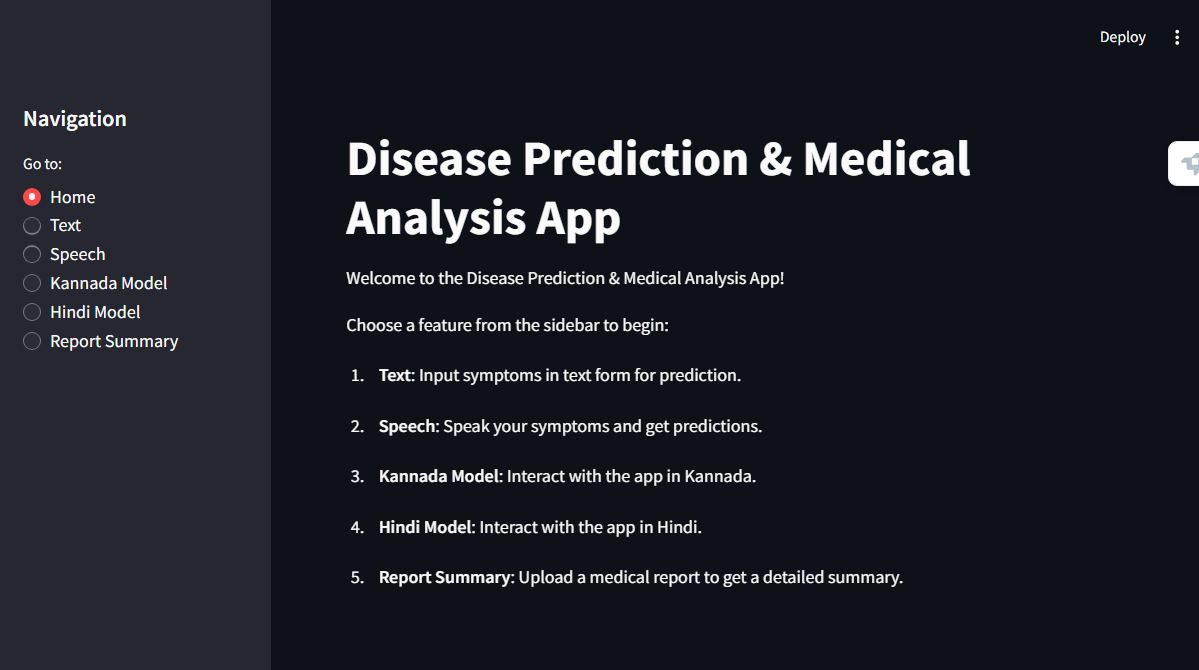 Deploy
Navigation
Go to:
Home
Text
Speech
Kannada Model
Hindi Model
Report Summary
Disease Prediction & Medical
Analysis App
Welcome to the Disease Prediction & Medical Analysis App!
Choose a feature from the sidebar to begin:
1. Text: Input symptoms in text form for prediction.
2. Speech: Speak your symptoms and get predictions.
3. Kannada Model: Interact with the app in Kannada.
4. Hindi Model: Interact with the app in Hindi.
5. Report Summary: Upload a medical report to get a detailed summary.